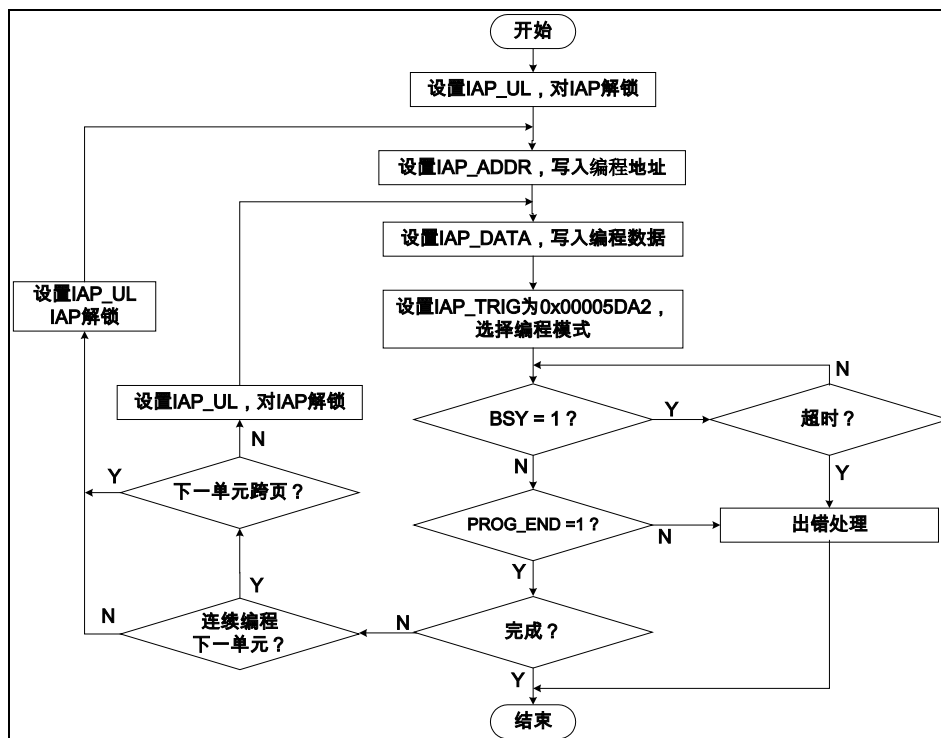 开始
设置IAP_UL，对IAP解锁
设置IAP_ADDR，写入编程地址
设置IAP_DATA，写入编程数据
设置IAP_UL
IAP解锁
设置IAP_TRIG为0x00005DA2，
选择编程模式
N
设置IAP_UL，对IAP解锁
BSY = 1？
Y
超时？
N
Y
下一单元跨页？
N
Y
PROG_END =1？
N
出错处理
Y
Y
N
连续编程
下一单元？
N
完成？
Y
结束